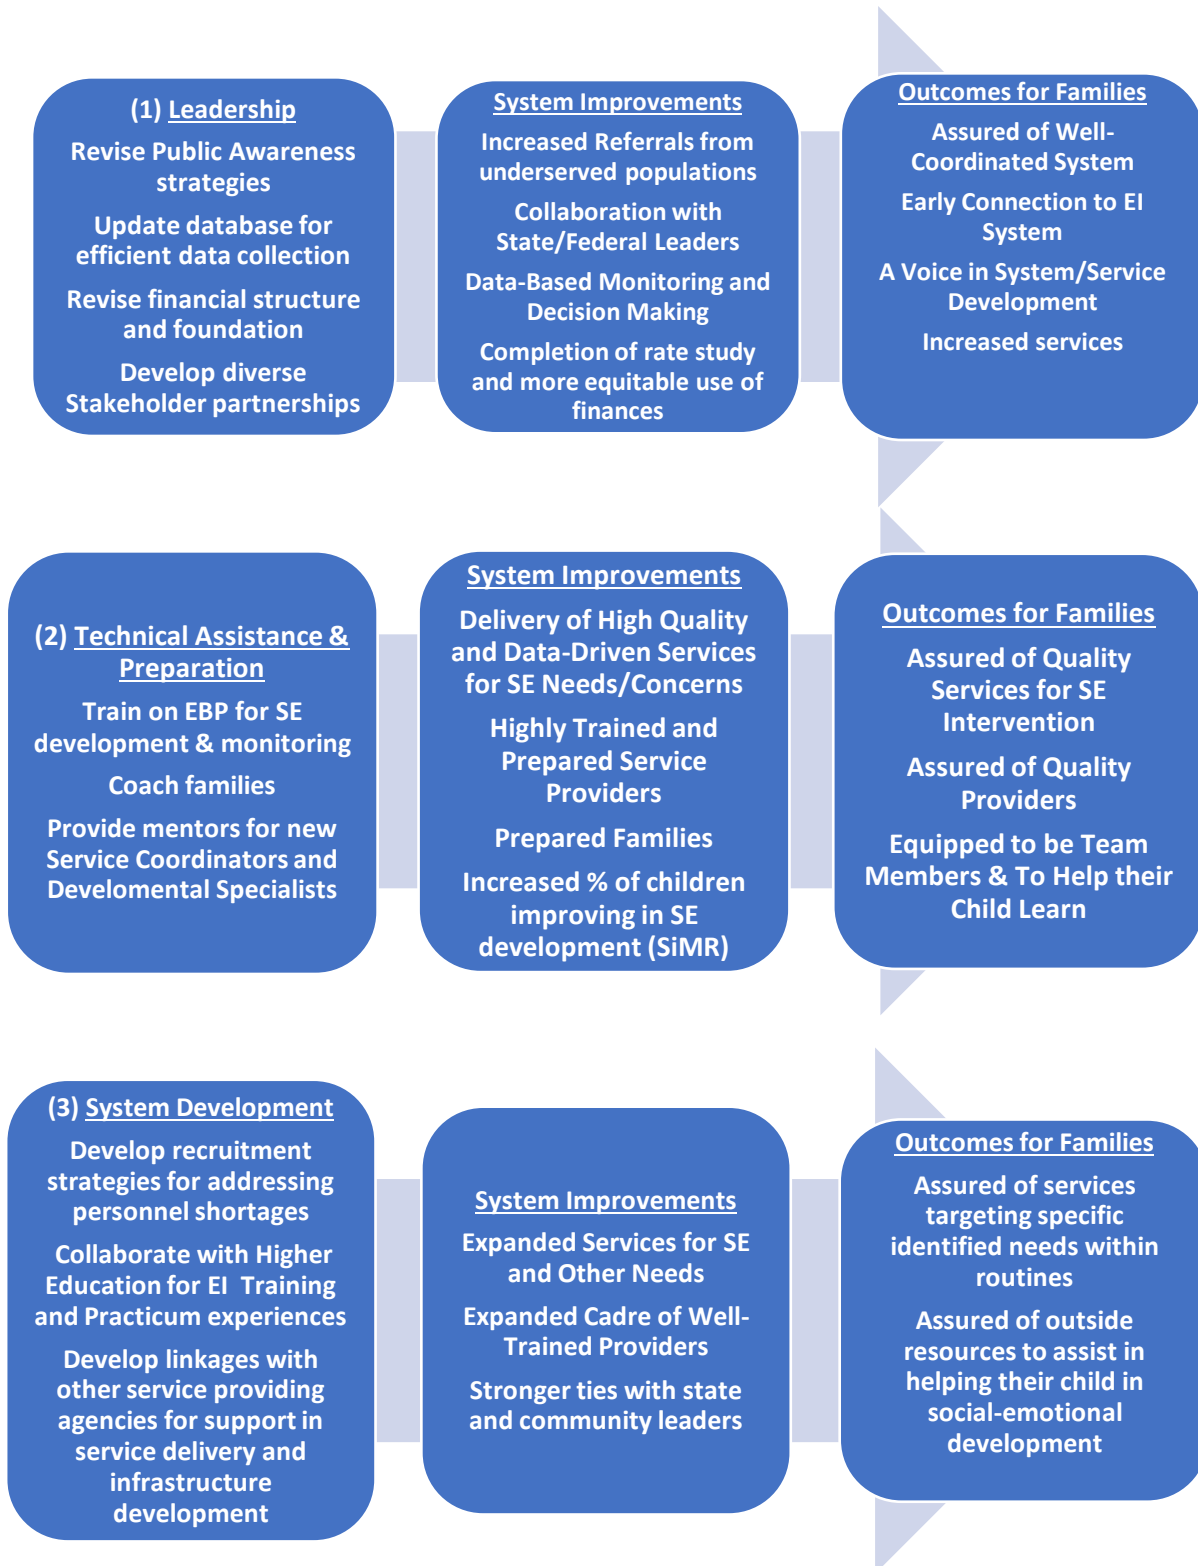 (1) Leadership
Revise Public Awareness
strategies
Update database for
efficient data collection
Revise financial structure
and foundation
Develop diverse
Stakeholder partnerships
System Improvements
Increased Referrals from
underserved populations
Collaboration with
State/Federal Leaders
Data-Based Monitoring and
Decision Making
Completion of rate study
and more equitable use of
finances
Outcomes for Families
Assured of Well-
Coordinated System
Early Connection to EI
System
A Voice in System/Service
Development
Increased services
(2) Technical Assistance &
Preparation
Train on EBP for SE
development & monitoring
Coach families
Provide mentors for new
Service Coordinators and
Develomental Specialists
System Improvements
Delivery of High Quality
and Data-Driven Services
for SE Needs/Concerns
Highly Trained and
Prepared Service
Providers
Prepared Families
Increased % of children
improving in SE
development (SiMR)
Outcomes for Families
Assured of Quality
Services for SE
Intervention
Assured of Quality
Providers
Equipped to be Team
Members & To Help their
Child Learn
(3) System Development
Develop recruitment
strategies for addressing
personnel shortages
Collaborate with Higher
Education for EI Training
and Practicum experiences
Develop linkages with
other service providing
agencies for support in
service delivery and
infrastructure
development
System Improvements
Expanded Services for SE
and Other Needs
Expanded Cadre of Well-
Trained Providers
Stronger ties with state
and community leaders
Outcomes for Families
Assured of services
targeting specific
identified needs within
routines
Assured of outside
resources to assist in
helping their child in
social-emotional
development